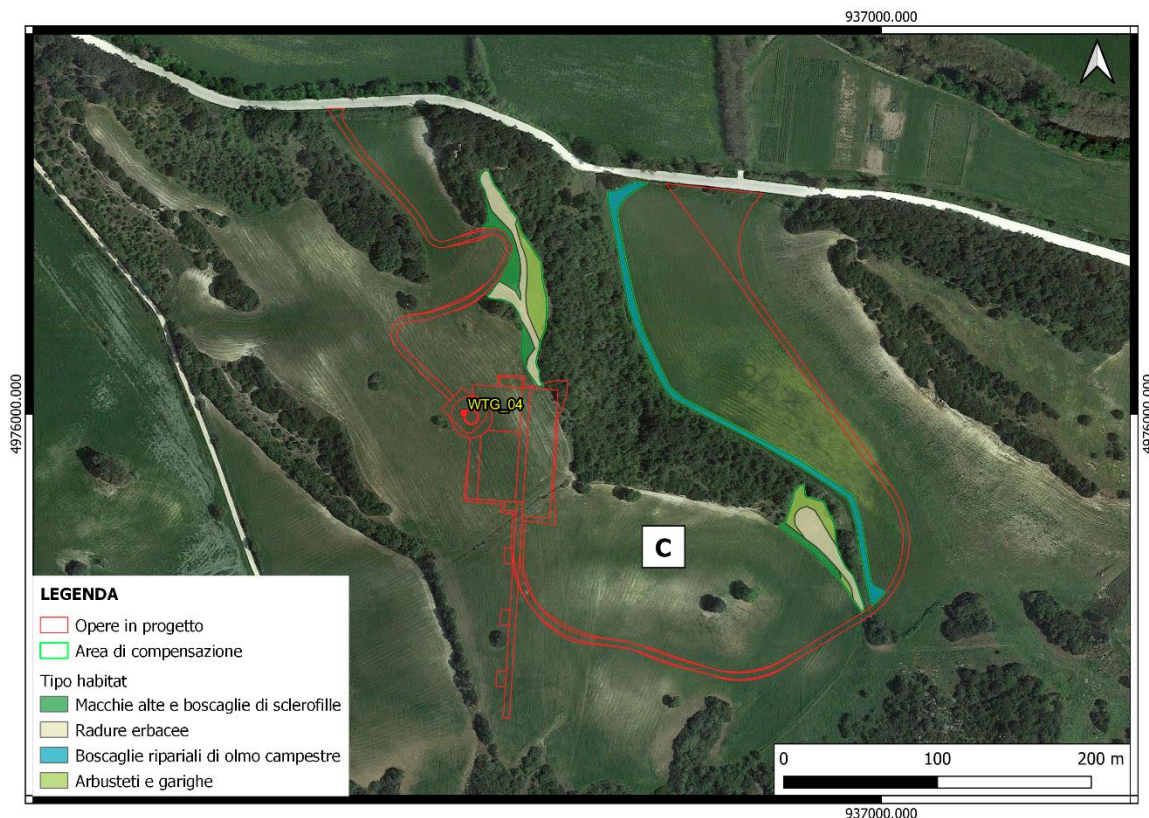 937000.000
4976000.000
4976000.000
WTG_04
C
LEGENDA
Opere in progetto
Area di compensazione
Tipo habitat
Macchie alte e boscaglie di sclerofille
Radure erbacee
Boscaglie ripariali di olmo campestre
Arbusteti e garighe
0 100 200 m
937000.000